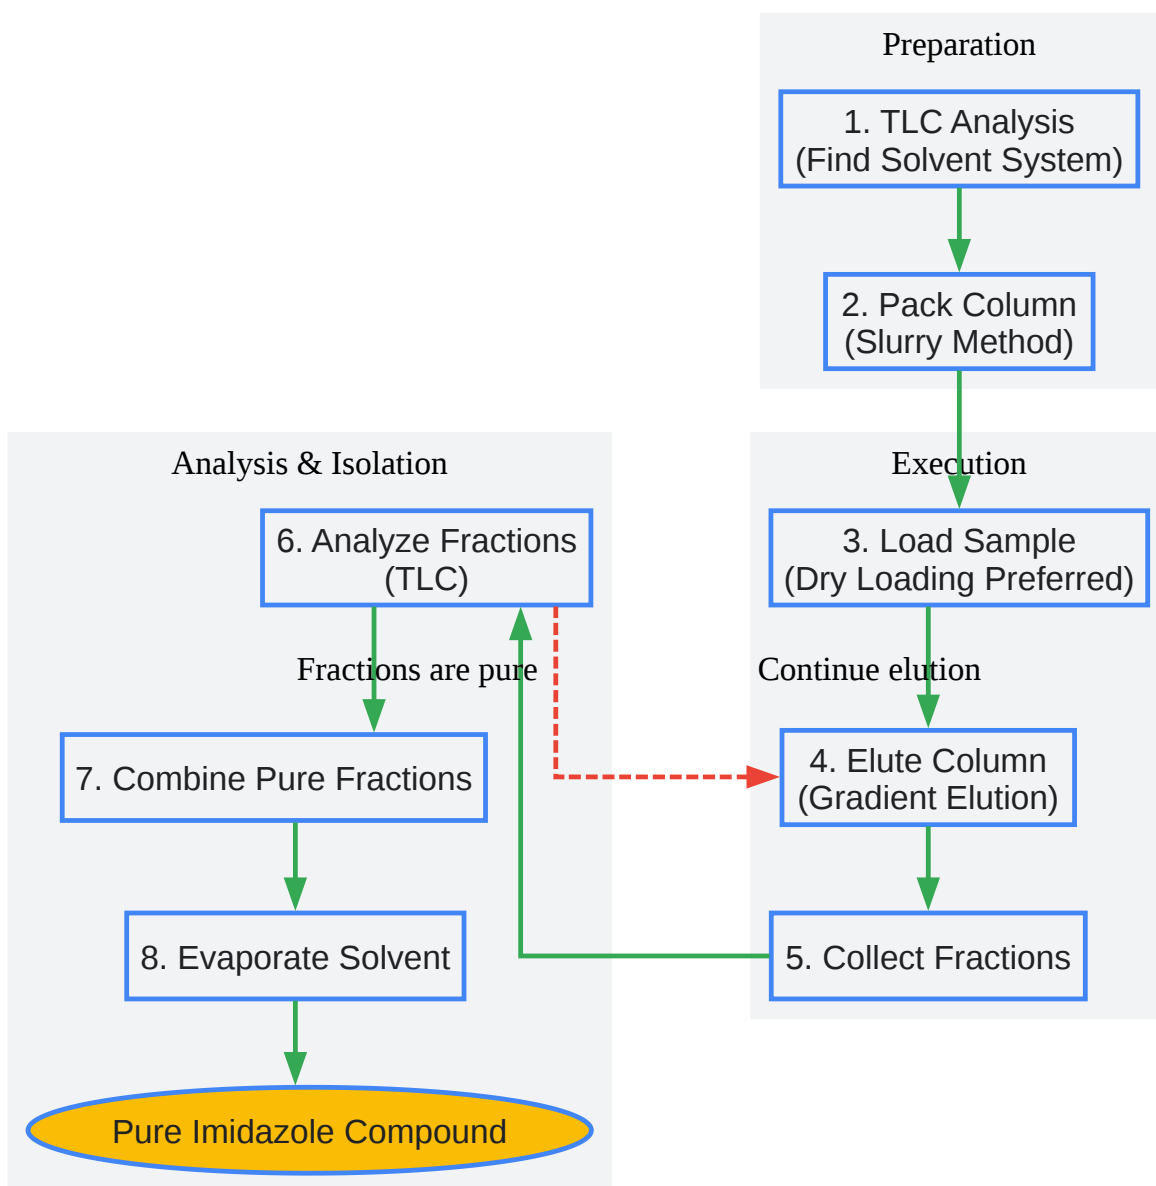 Preparation
1. TLC Analysis
(Find Solvent System)
2. Pack Column
(Slurry Method)
Execution
3. Load Sample
(Dry Loading Preferred)
Continue elution
4. Elute Column
(Gradient Elution)
5. Collect Fractions
Analysis & Isolation
6. Analyze Fractions
(TLC)
Fractions are pure
7. Combine Pure Fractions
8. Evaporate Solvent
Pure Imidazole Compound